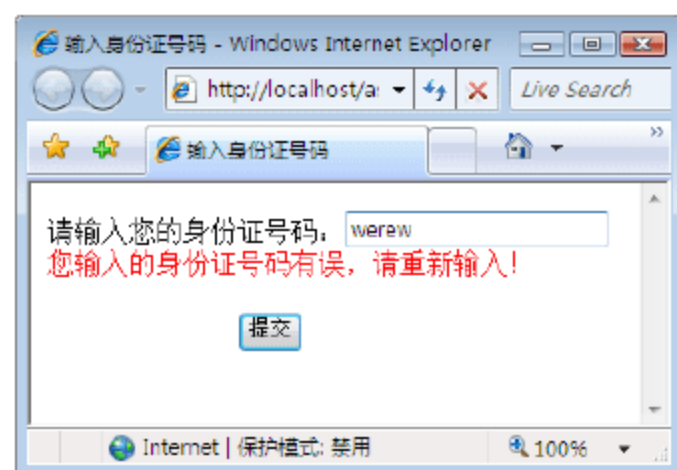 输入身份证号码 - Windows Internet Explorer
http://localhost/a
Live Search
输入身份证号码
请输入您的身份证号码： werew
您输入的身份证号码有误，请重新输入！
提交
Internet | 保护模式: 禁用
100%